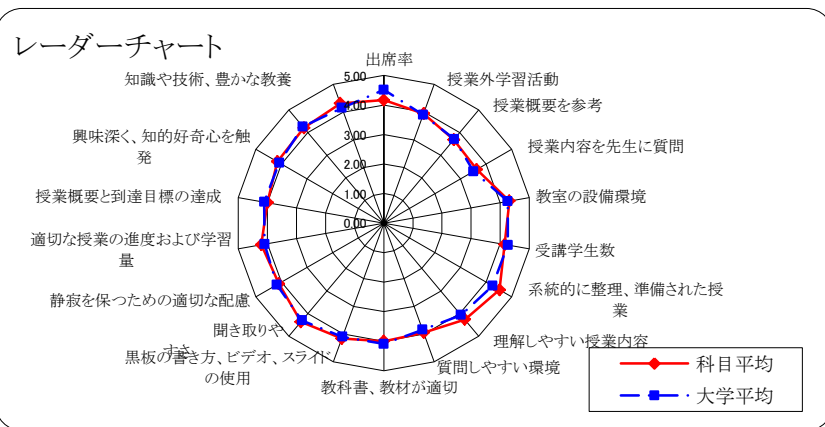 レーダーチャート
出席率
授業外学習活動
授業概要を参考
授業内容を先生に質問
教室の設備環境
受講学生数
系統的に整理、準備された授
業
理解しやすい授業内容
質問しやすい環境
教科書、教材が適切
黒板の書き方、ビデオ、スライド
の使用
聞き取りや
すさ
静寂を保つための適切な配慮
適切な授業の進度および学習
量
授業概要と到達目標の達成
興味深く、知的好奇心を触
発
知識や技術、豊かな教養
5.00
4.00
3.00
2.00
1.00
0.00
科目平均
大学平均